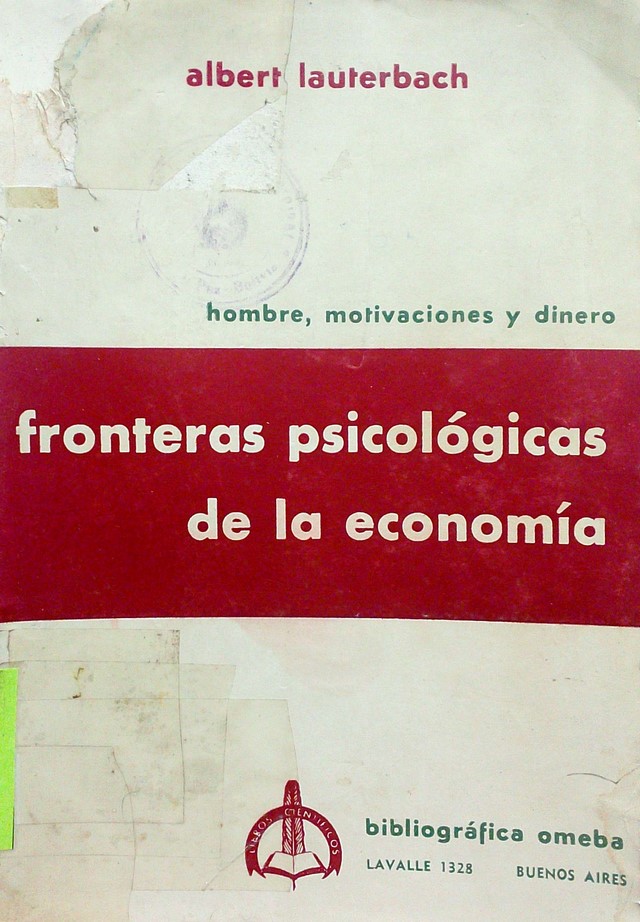 albert lauterbach
hombre, motivaciones y dinero
fronteras psicológicas
de la economía
LIBROS CIENTIFICOS
bibliográfica omeba
LAVALLE 1328 BUENOS AIRES